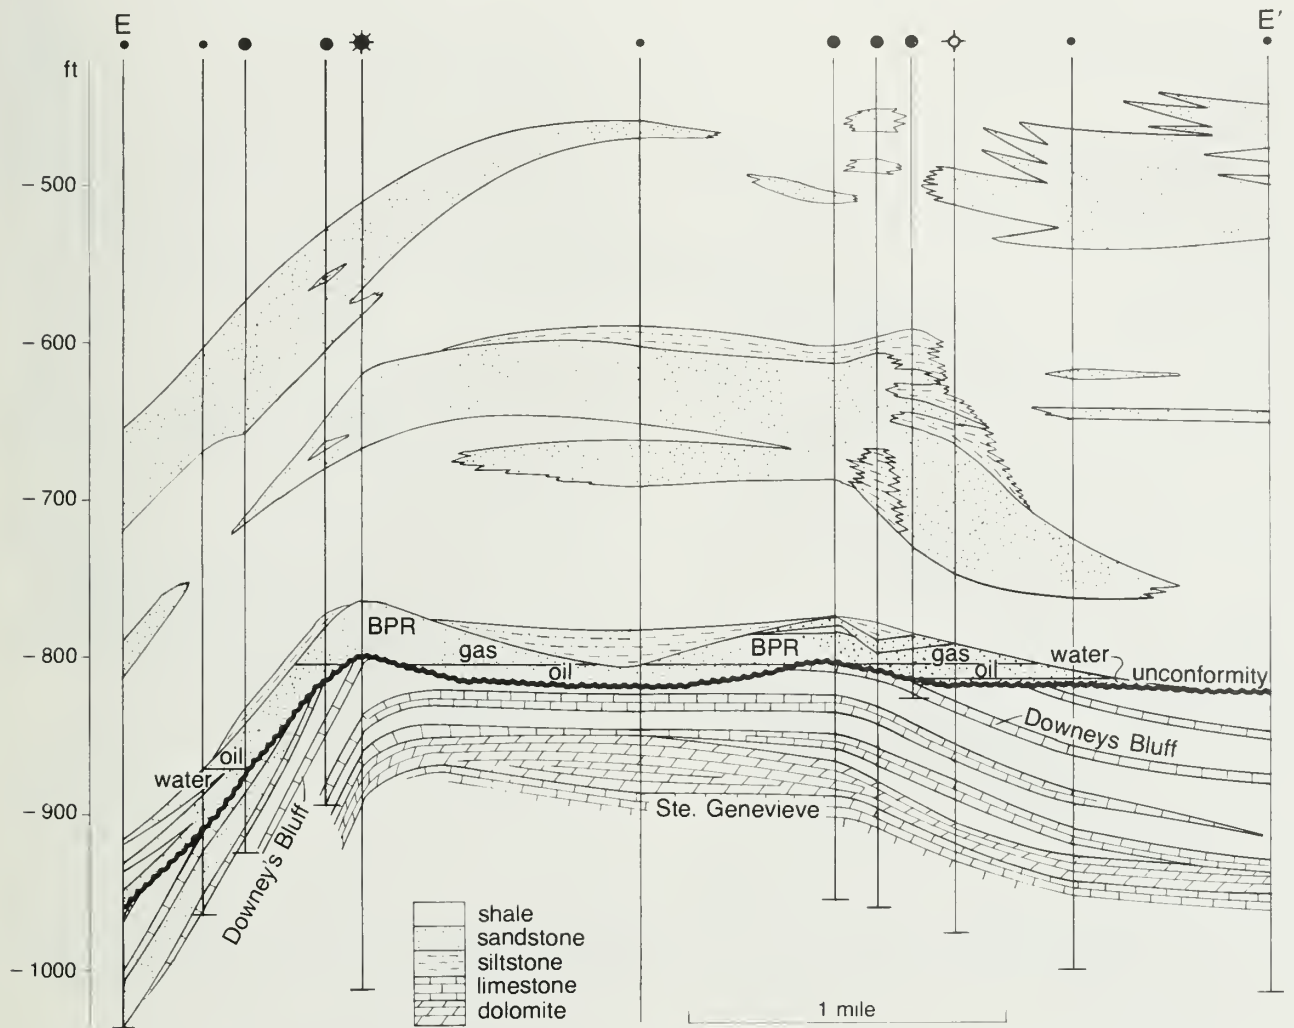 E
E'
ft
– 500
– 600
– 700
– 800
– 900
– 1000
BPR
gas
oil
BPR
gas
oil
water
unconformity
Downeys Bluff
oil
water
Downey's Bluff
Ste. Genevieve
shale
sandstone
siltstone
limestone
dolomite
1 mile